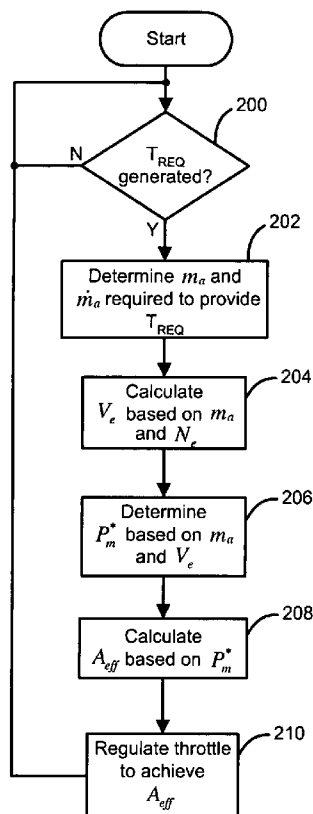 Start
200
N
T_REQ
generated?
Y
202
Determine m_a and
ṁ_a required to provide
T_REQ
204
Calculate
V_e based on m_a
and N_e
206
Determine
P_m^* based on m_a
and V_e
208
Calculate
A_eff based on P_m^*
210
Regulate throttle
to achieve
A_eff